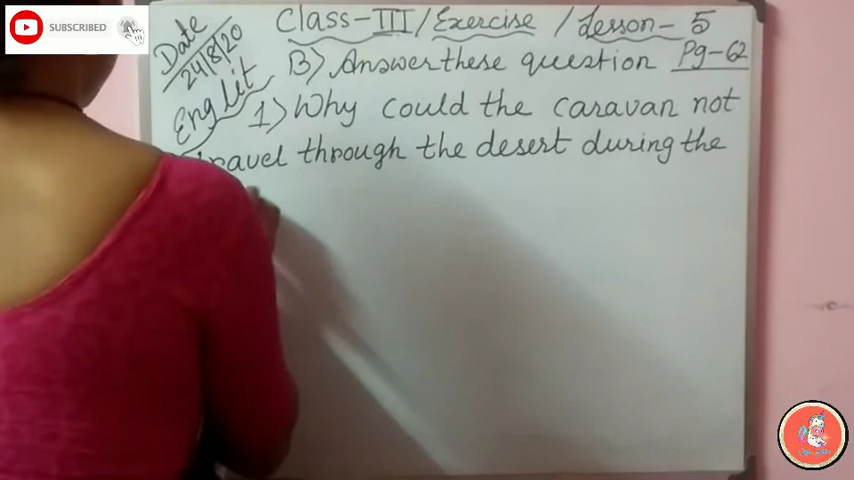 SUBSCRIBED
Date
24/8/20
Eng lit
Class-III/Exercise/Lesson-5
B) Answer these question Pg-62
1) Why could the caravan not
travel through the desert during the